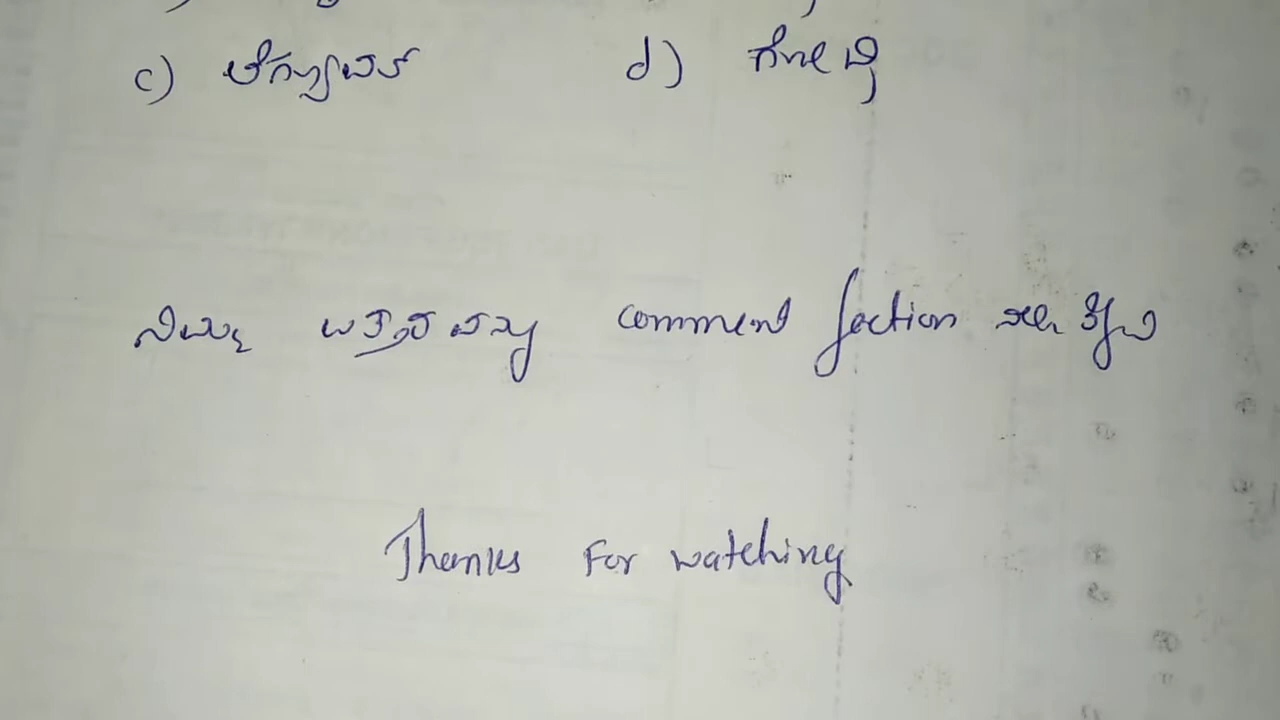 c) d) ಗೋಬಿ
ನಿಮ್ಮ ಉತ್ತರವನ್ನು comment section ನಲ್ಲಿ ತಿಳಿಸಿ
Thanks For watching